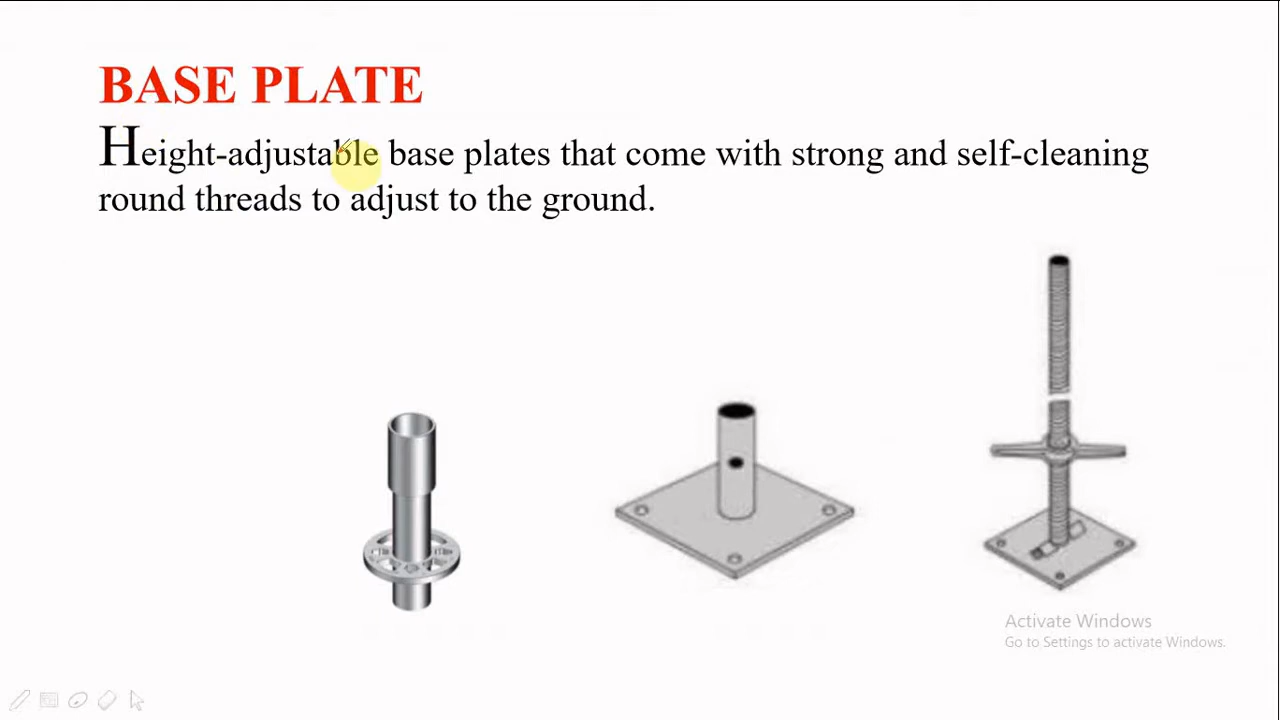 BASE PLATE
Height-adjustable base plates that come with strong and self-cleaning
round threads to adjust to the ground.
Activate Windows
Go to Settings to activate Windows.